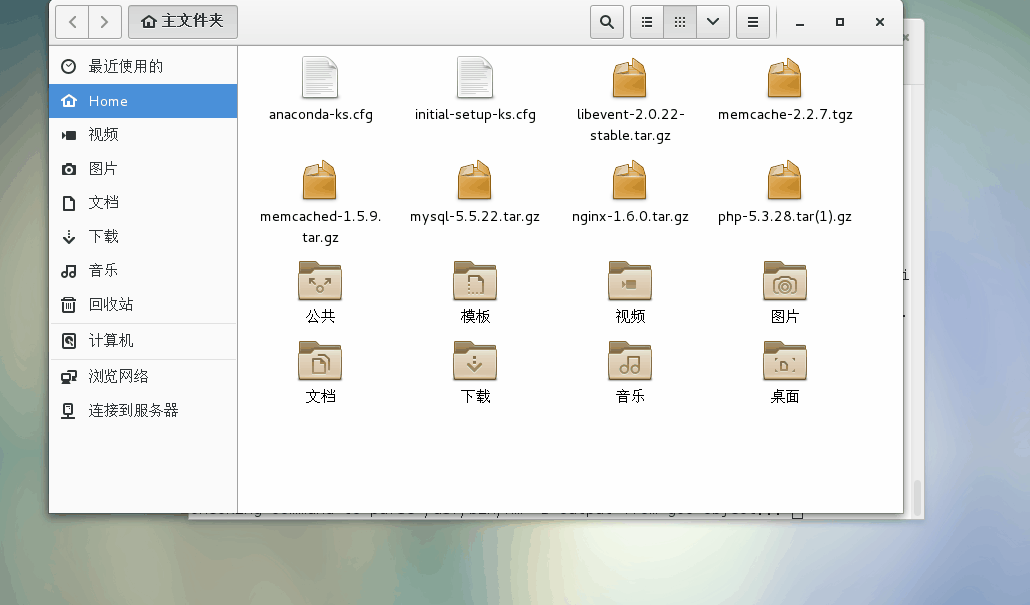 主文件夹
最近使用的
Home
视频
图片
文档
下载
音乐
回收站
计算机
浏览网络
连接到服务器
anaconda-ks.cfg
initial-setup-ks.cfg
libevent-2.0.22-
stable.tar.gz
memcache-2.2.7.tgz
memcached-1.5.9.
tar.gz
mysql-5.5.22.tar.gz
nginx-1.6.0.tar.gz
php-5.3.28.tar(1).gz
公共
模板
视频
图片
文档
下载
音乐
桌面